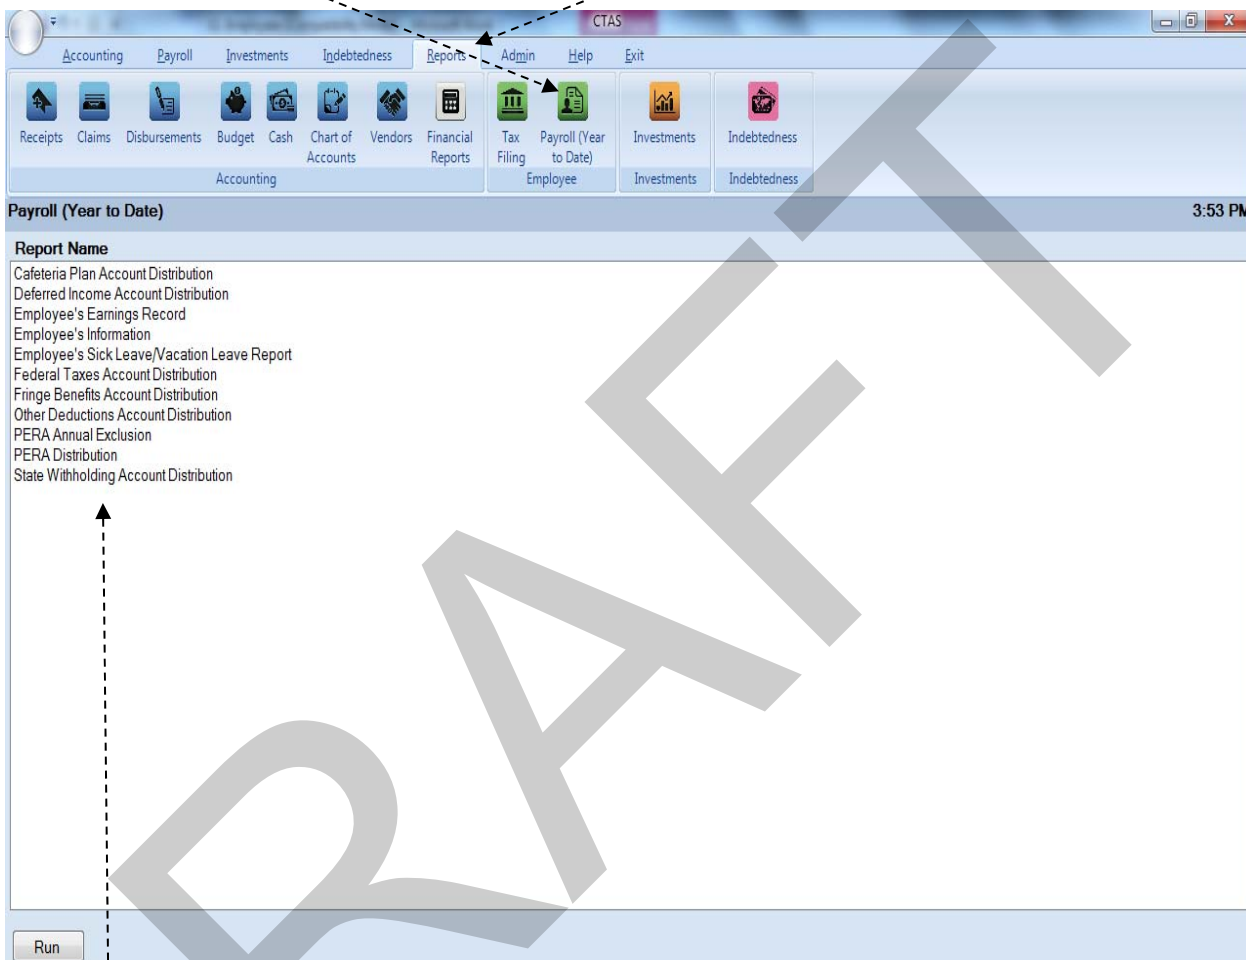 CTAS
Accounting Payroll Investments Indebtedness Reports Admin Help Exit
Receipts Claims Disbursements Budget Cash Chart of Accounts Vendors Financial Reports Tax Filing Payroll (Year to Date) Investments Indebtedness
Accounting Employee Investments Indebtedness
Payroll (Year to Date) 3:53 PM
Report Name
Cafeteria Plan Account Distribution
Deferred Income Account Distribution
Employee's Earnings Record
Employee's Information
Employee's Sick Leave/Vacation Leave Report
Federal Taxes Account Distribution
Fringe Benefits Account Distribution
Other Deductions Account Distribution
PERA Annual Exclusion
PERA Distribution
State Withholding Account Distribution
Run
RAFT